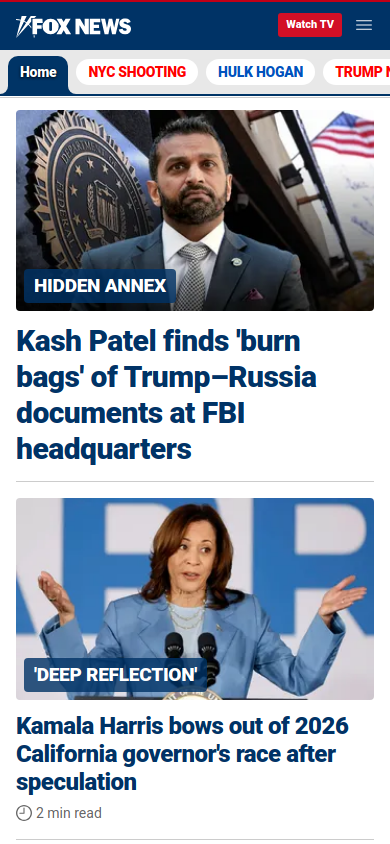 FOX NEWS
Watch TV
Home
NYC SHOOTING
HULK HOGAN
TRUMP
HIDDEN ANNEX
Kash Patel finds 'burn
bags' of Trump–Russia
documents at FBI
headquarters
'DEEP REFLECTION'
Kamala Harris bows out of 2026
California governor's race after
speculation
2 min read